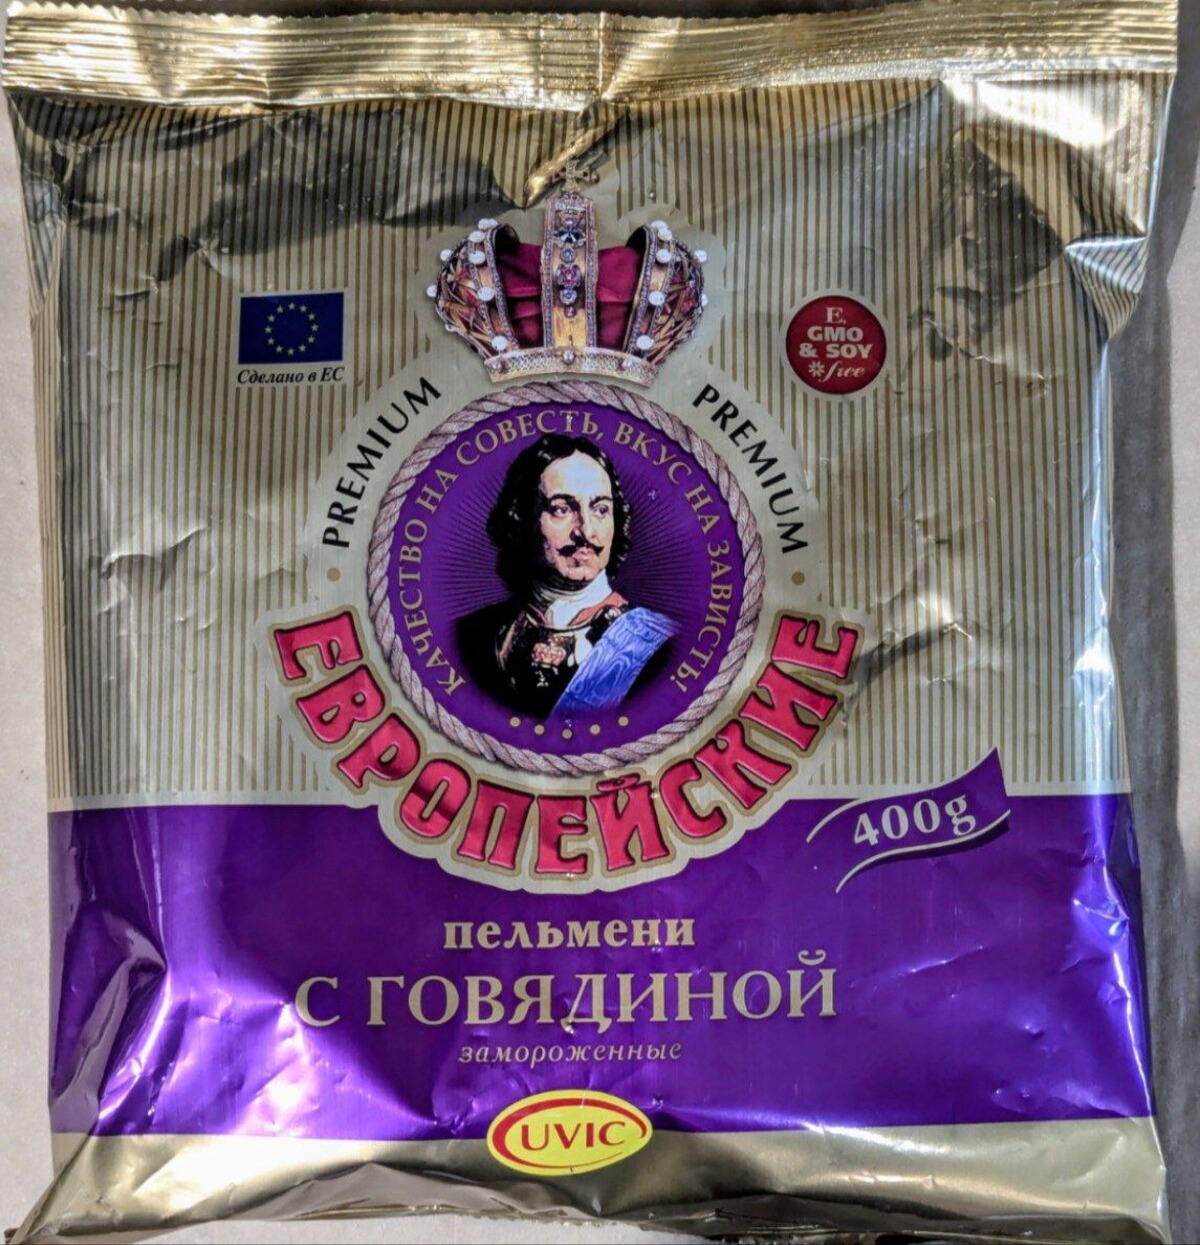 Сделано в ЕС
E,
GMO
& SOY
free
PREMIUM
PREMIUM
КАЧЕСТВО НА СОВЕСТЬ, ВКУС НА ЗАВИСТЬ!
ЕВРОПЕЙСКИЕ
400g
пельмени
С ГОВЯДИНОЙ
замороженные
UVIC